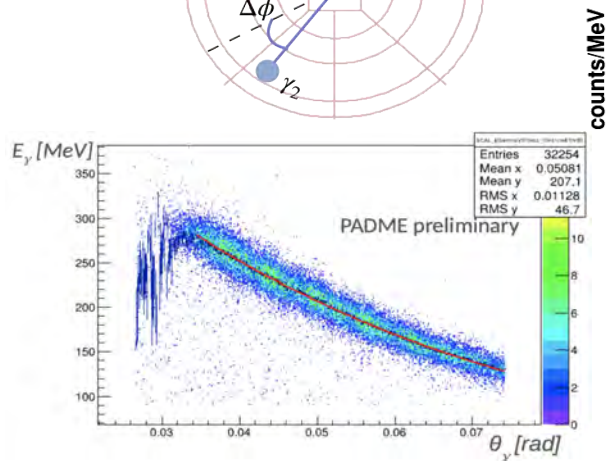 Δϕ
γ2
counts/MeV
Eγ [MeV]
350
300
250
200
150
100
Entries 32254
Mean x 0.05081
Mean y 207.1
RMS x 0.01128
RMS y 46.7
PADME preliminary
10
8
6
4
2
0
0.03 0.04 0.05 0.06 0.07
θγ [rad]